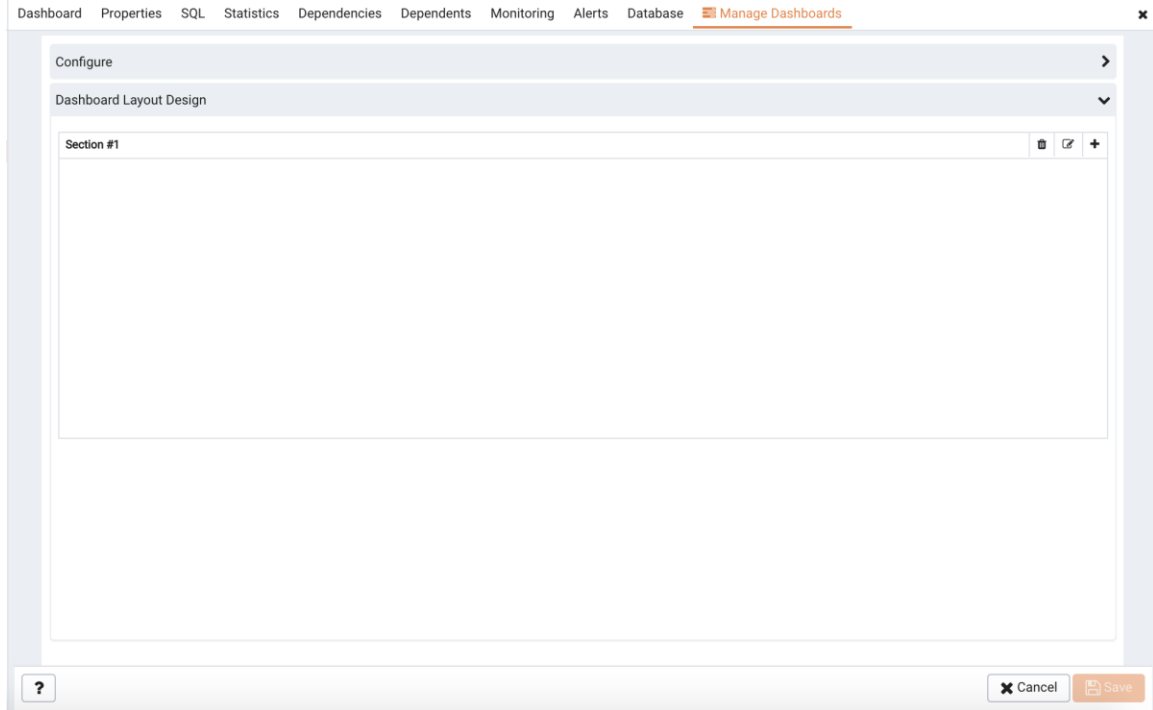 Dashboard Properties SQL Statistics Dependencies Dependents Monitoring Alerts Database Manage Dashboards
Configure
Dashboard Layout Design
Section #1
? Cancel Save